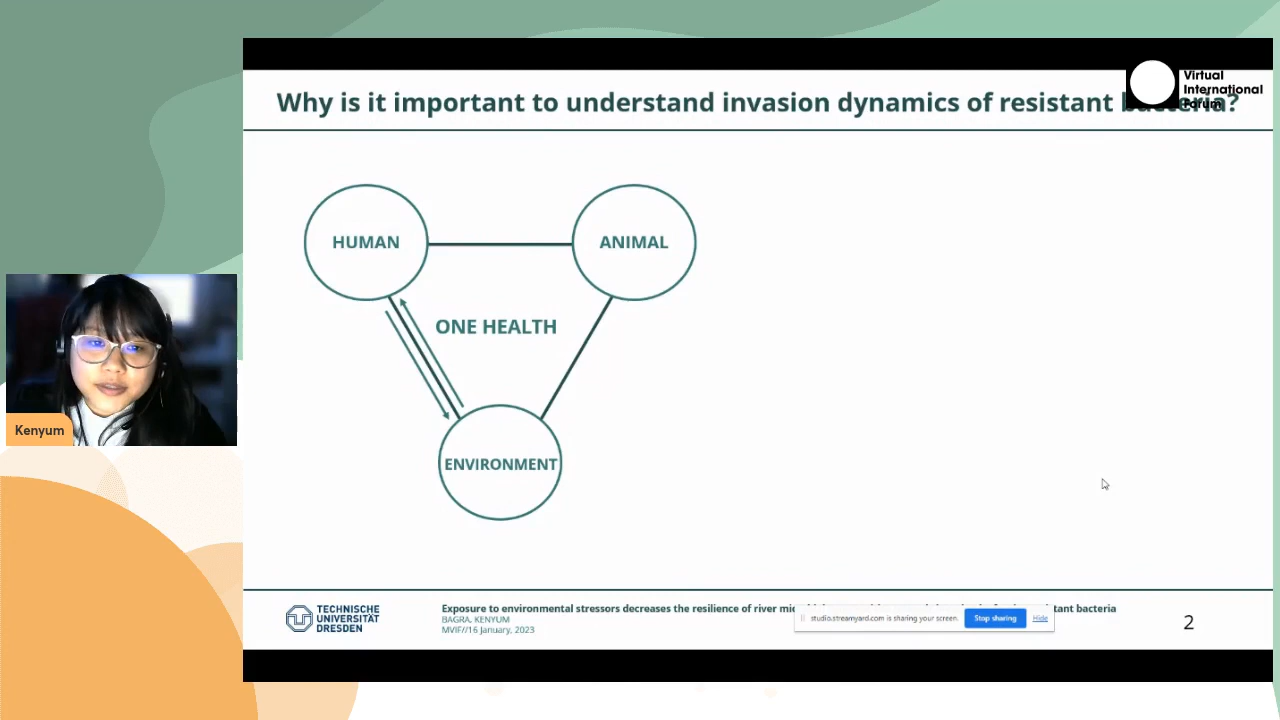 Why is it important to understand invasion dynamics of resistant
Virtual
International
Forum
HUMAN
ANIMAL
ONE HEALTH
Kenyum
ENVIRONMENT
TECHNISCHE
UNIVERSITÄT
DRESDEN
Exposure to environmental stressors decreases the resilience of river bacteria
BAGRA, KENYUM
MVIF//16 January, 2023
studio.streamyard.com is sharing your screen.
Stop sharing
Hide
2